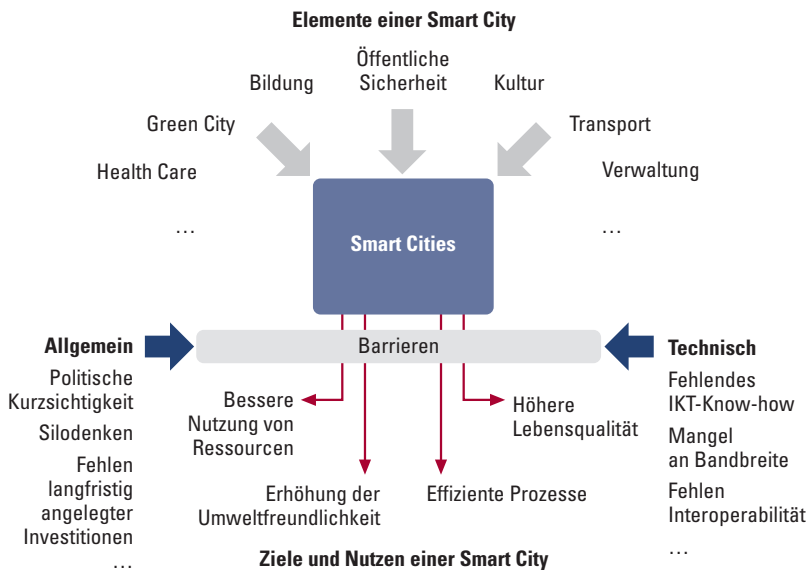 Elemente einer Smart City
Öffentliche
Sicherheit
Bildung
Kultur
Green City
Transport
Health Care
Verwaltung
…
…
Smart Cities
Barrieren
Allgemein
Politische
Kurzsichtigkeit
Silodenken
Fehlen
langfristig
angelegter
Investitionen
…
Bessere
Nutzung von
Ressourcen
Erhöhung der
Umweltfreundlichkeit
Effiziente Prozesse
Höhere
Lebensqualität
Technisch
Fehlendes
IKT-Know-how
Mangel
an Bandbreite
Fehlen
Interoperabilität
…
Ziele und Nutzen einer Smart City